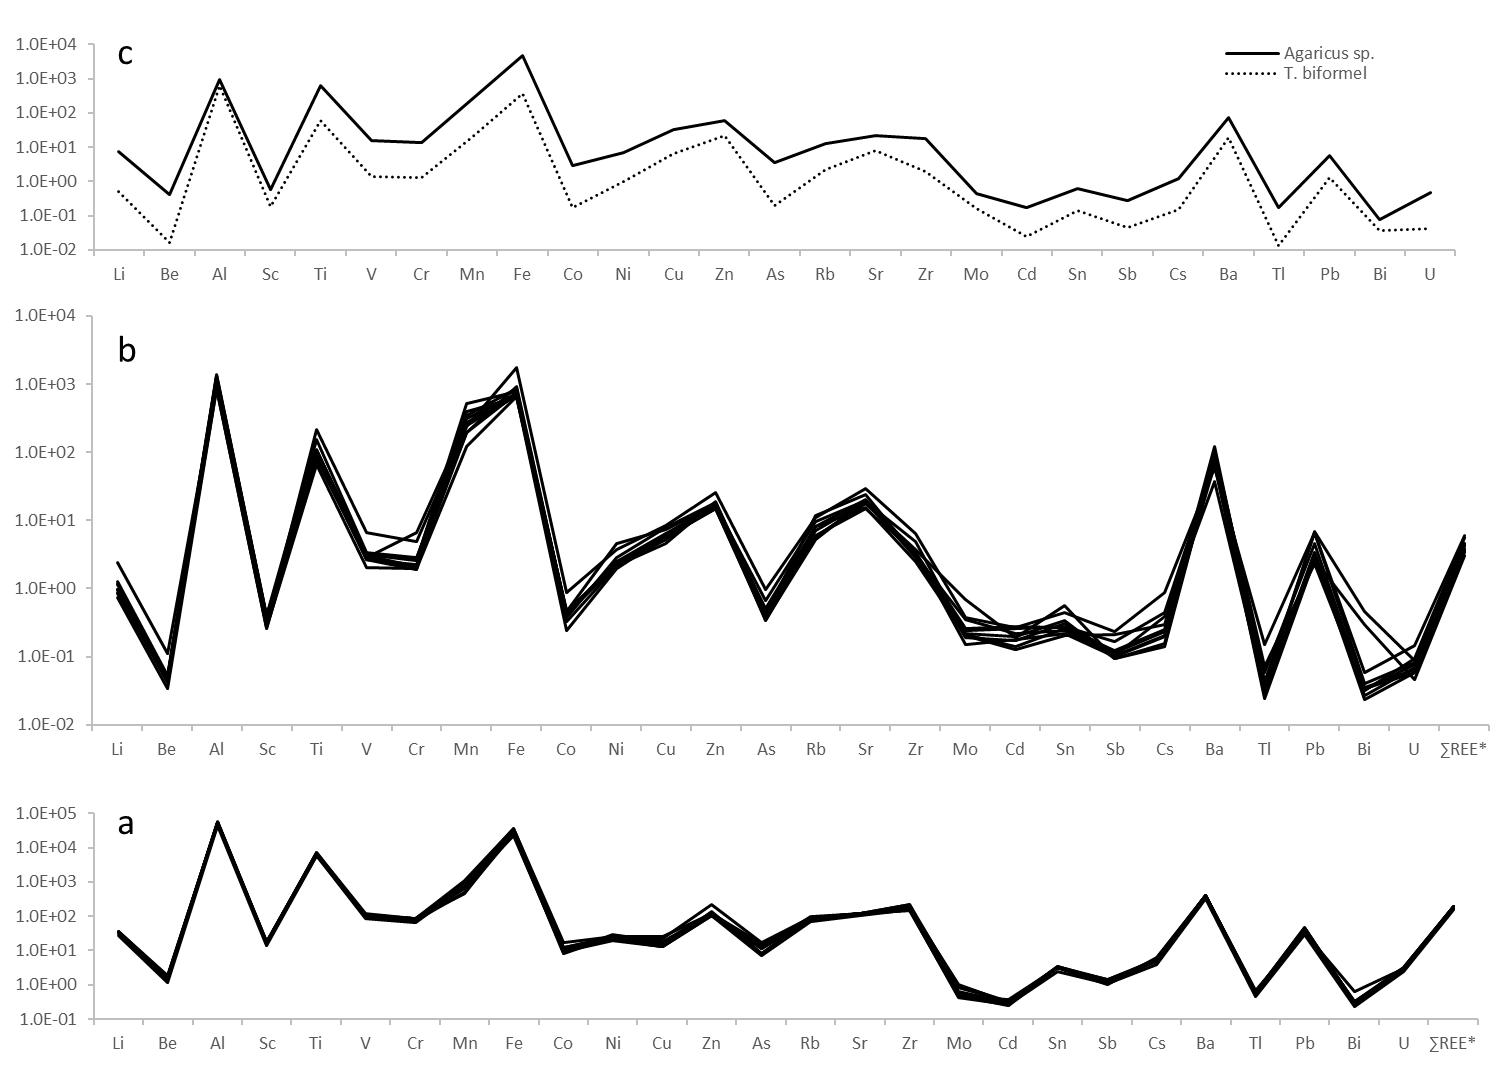 c
Agaricus sp.
T. biformel
1.0E+04
1.0E+03
1.0E+02
1.0E+01
1.0E+00
1.0E-01
1.0E-02
Li Be Al Sc Ti V Cr Mn Fe Co Ni Cu Zn As Rb Sr Zr Mo Cd Sn Sb Cs Ba Tl Pb Bi U
b
1.0E+04
1.0E+03
1.0E+02
1.0E+01
1.0E+00
1.0E-01
1.0E-02
Li Be Al Sc Ti V Cr Mn Fe Co Ni Cu Zn As Rb Sr Zr Mo Cd Sn Sb Cs Ba Tl Pb Bi U ∑REE*
a
1.0E+05
1.0E+04
1.0E+03
1.0E+02
1.0E+01
1.0E+00
1.0E-01
Li Be Al Sc Ti V Cr Mn Fe Co Ni Cu Zn As Rb Sr Zr Mo Cd Sn Sb Cs Ba Tl Pb Bi U ∑REE*